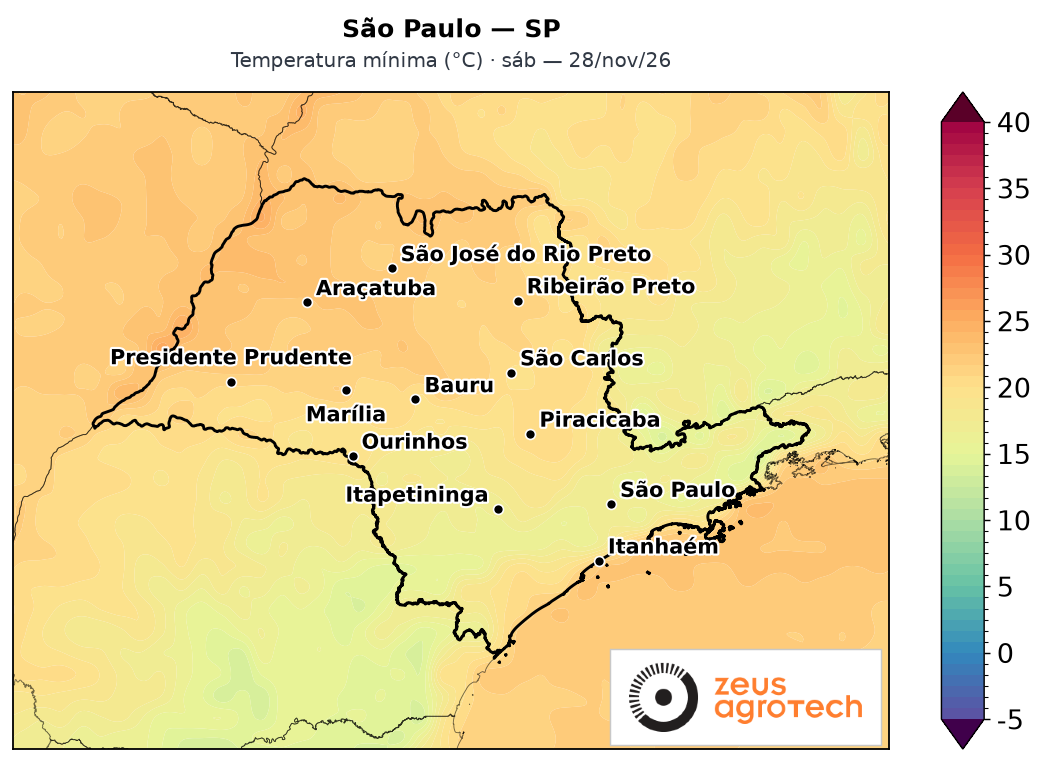 São Paulo — SP
Temperatura mínima (°C) · sáb — 28/nov/26
São José do Rio Preto
Araçatuba
Ribeirão Preto
Presidente Prudente
São Carlos
Bauru
Marília
Piracicaba
Ourinhos
Itapetininga
São Paulo
Itanhaém
zeus
agrotech
40
35
30
25
20
15
10
5
0
-5